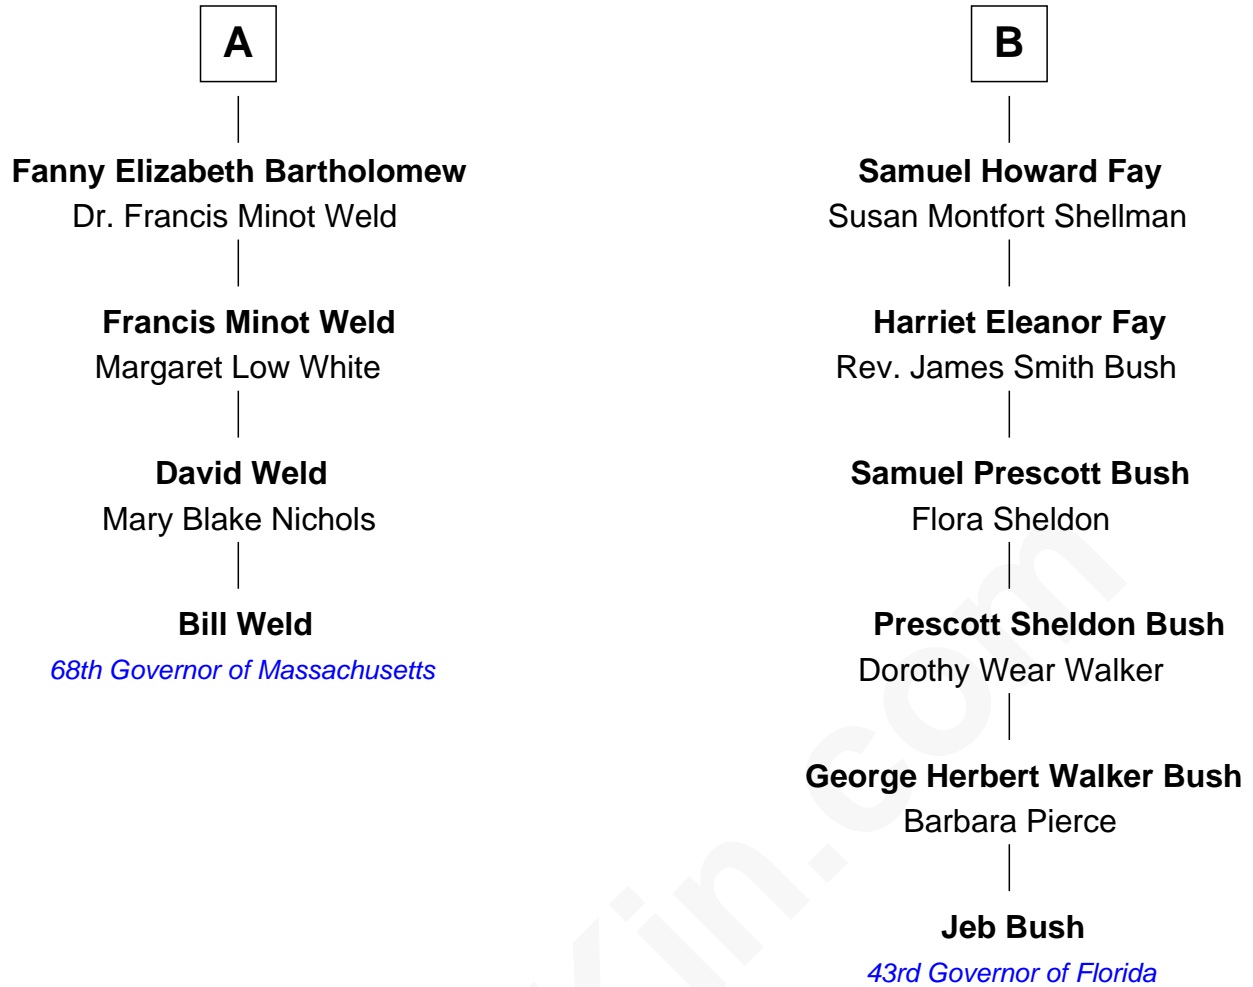 A
Fanny Elizabeth Bartholomew
Dr. Francis Minot Weld
Francis Minot Weld
Margaret Low White
David Weld
Mary Blake Nichols
Bill Weld
68th Governor of Massachusetts
B
Samuel Howard Fay
Susan Montfort Shellman
Harriet Eleanor Fay
Rev. James Smith Bush
Samuel Prescott Bush
Flora Sheldon
Prescott Sheldon Bush
Dorothy Wear Walker
George Herbert Walker Bush
Barbara Pierce
Jeb Bush
43rd Governor of Florida
Kin.com